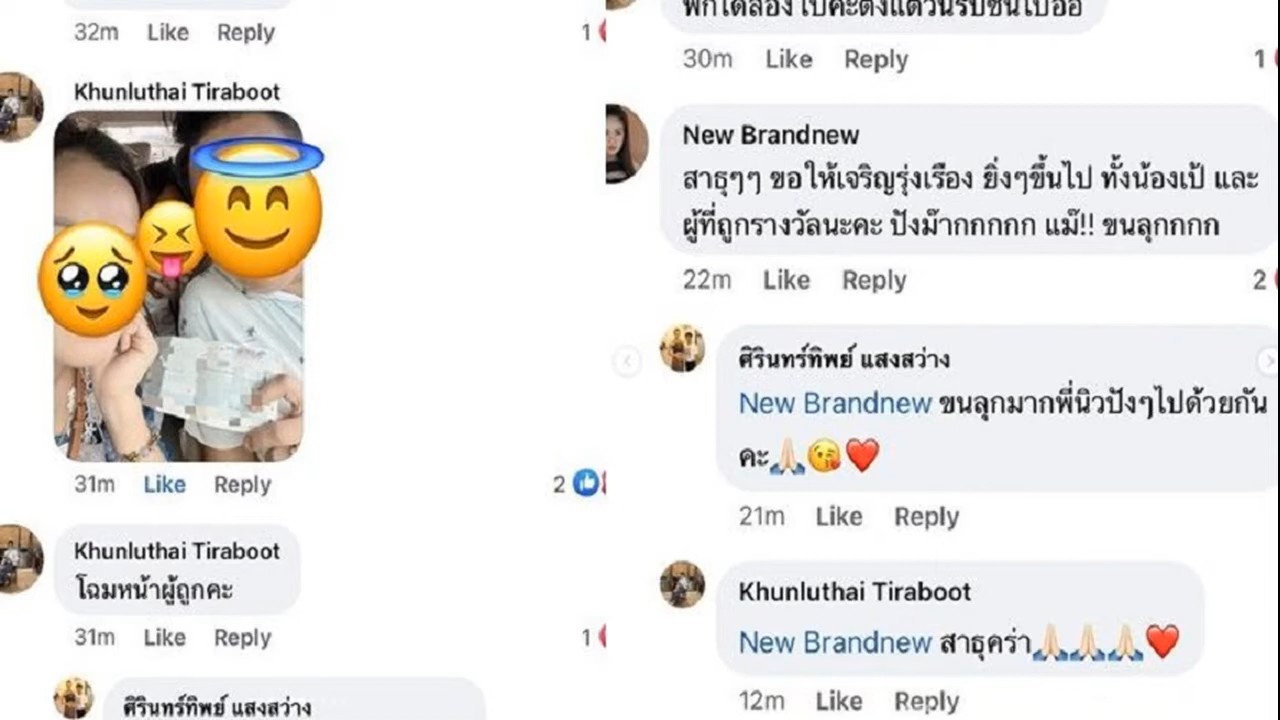 32m Like Reply 1
Khunluthai Tiraboot
31m Like Reply 2
Khunluthai Tiraboot
โฉมหน้าผู้ถูกคะ
31m Like Reply 1
ศิรินทร์ทิพย์ แสงสว่าง
30m Like Reply 1
New Brandnew
สาธุๆๆ ขอให้เจริญรุ่งเรือง ยิ่งๆขึ้นไป ทั้งน้องเป้ และ
ผู้ที่ถูกรางวัลนะคะ ปังม๊ากกกกก แม๊!! ขนลุกกกก
22m Like Reply 2
ศิรินทร์ทิพย์ แสงสว่าง
New Brandnew ขนลุกมากพี่นิวปังๆไปด้วยกัน
คะ🙏🏻😘❤️
21m Like Reply
Khunluthai Tiraboot
New Brandnew สาธุคร่า🙏🏻🙏🏻🙏🏻❤️
12m Like Reply